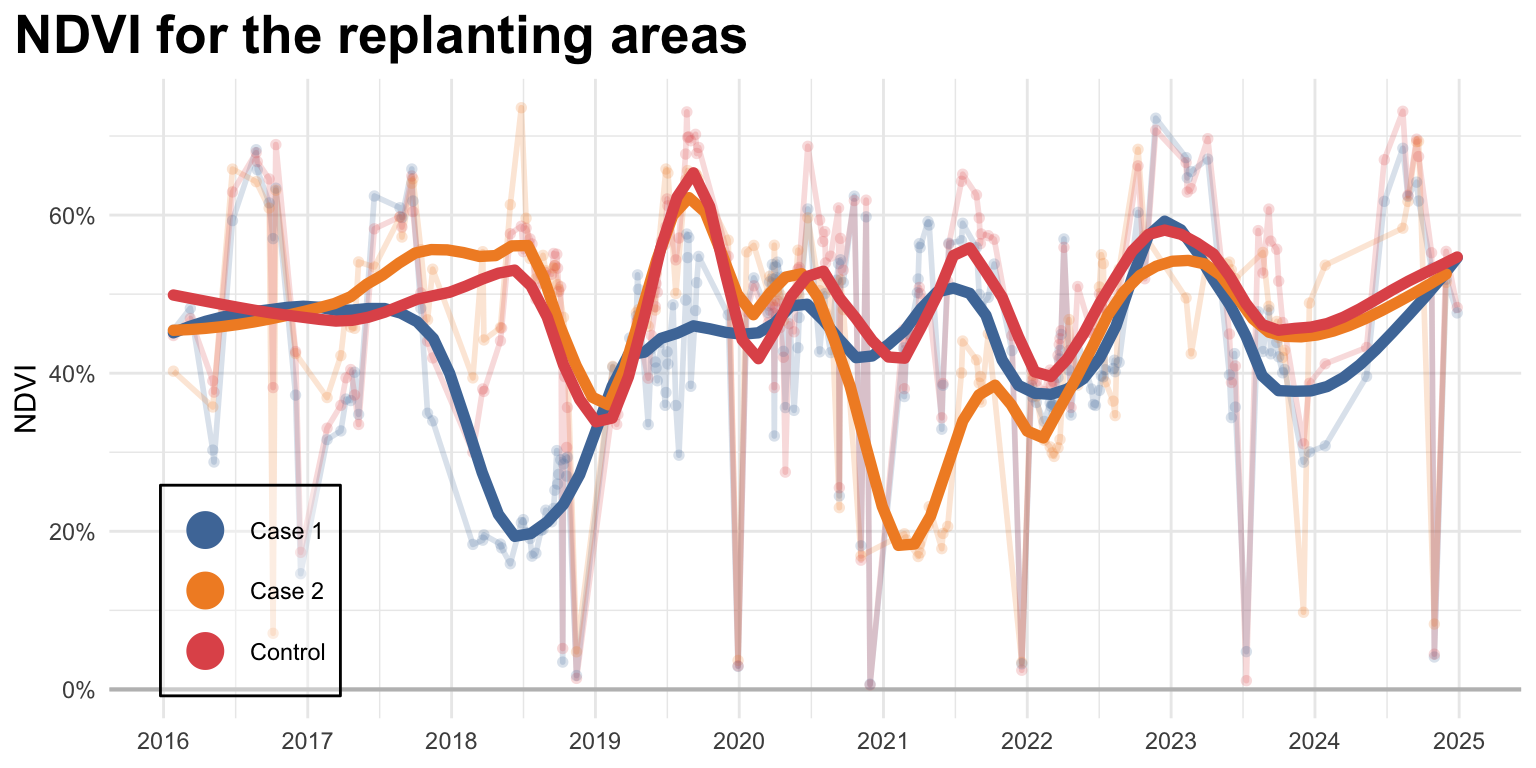 NDVI for the replanting areas
NDVI
60%
40%
20%
0%
Case 1
Case 2
Control
2016 2017 2018 2019 2020 2021 2022 2023 2024 2025